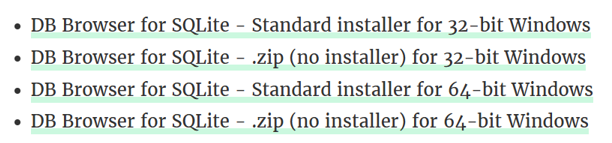 DB Browser for SQLite - Standard installer for 32-bit Windows
DB Browser for SQLite - .zip (no installer) for 32-bit Windows
DB Browser for SQLite - Standard installer for 64-bit Windows
DB Browser for SQLite - .zip (no installer) for 64-bit Windows